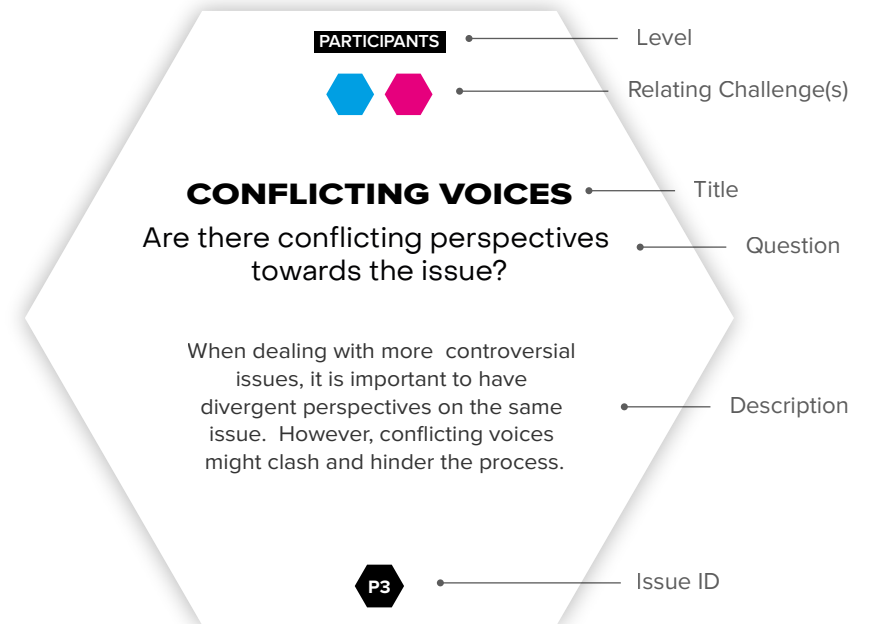 PARTICIPANTS
Level
Relating Challenge(s)
CONFLICTING VOICES
Title
Are there conflicting perspectives
towards the issue?
Question
When dealing with more controversial
issues, it is important to have
divergent perspectives on the same
issue. However, conflicting voices
might clash and hinder the process.
Description
P3
Issue ID